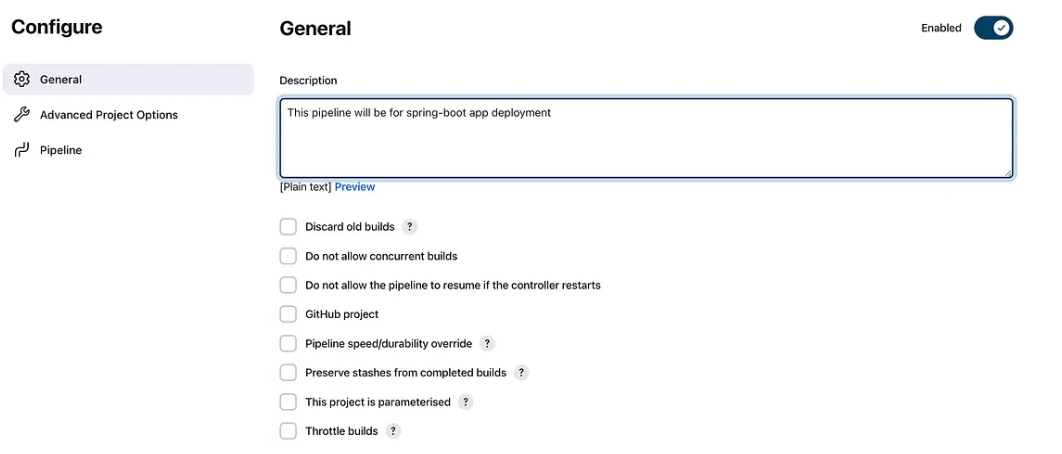 Configure
General
Advanced Project Options
Pipeline
General
Enabled
Description
This pipeline will be for spring-boot app deployment
[Plain text] Preview
Discard old builds ?
Do not allow concurrent builds
Do not allow the pipeline to resume if the controller restarts
GitHub project
Pipeline speed/durability override ?
Preserve stashes from completed builds ?
This project is parameterised ?
Throttle builds ?